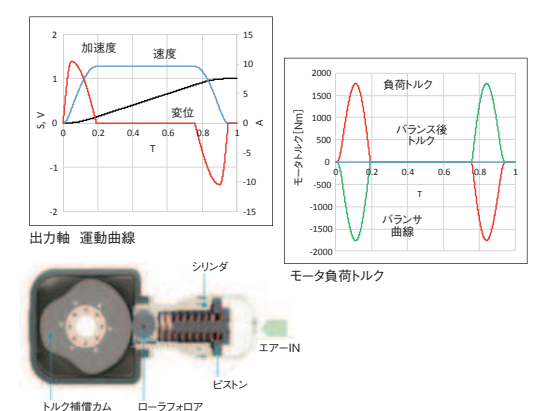 加速度
速度
変位
2
1
0
-1
-2
S, V
0
0.2
0.4
0.6
0.8
1
T
15
10
5
0
-5
-10
-15
A
出力軸 運動曲線
2000
1500
1000
500
0
-500
-1000
-1500
-2000
モータトルク[Nm]
負荷トルク
バランス後
トルク
0
0.2
0.4
0.6
0.8
1
T
バランサ
曲線
モータ負荷トルク
シリンダ
エアーIN
ピストン
トルク補償カム
ローラフォロア